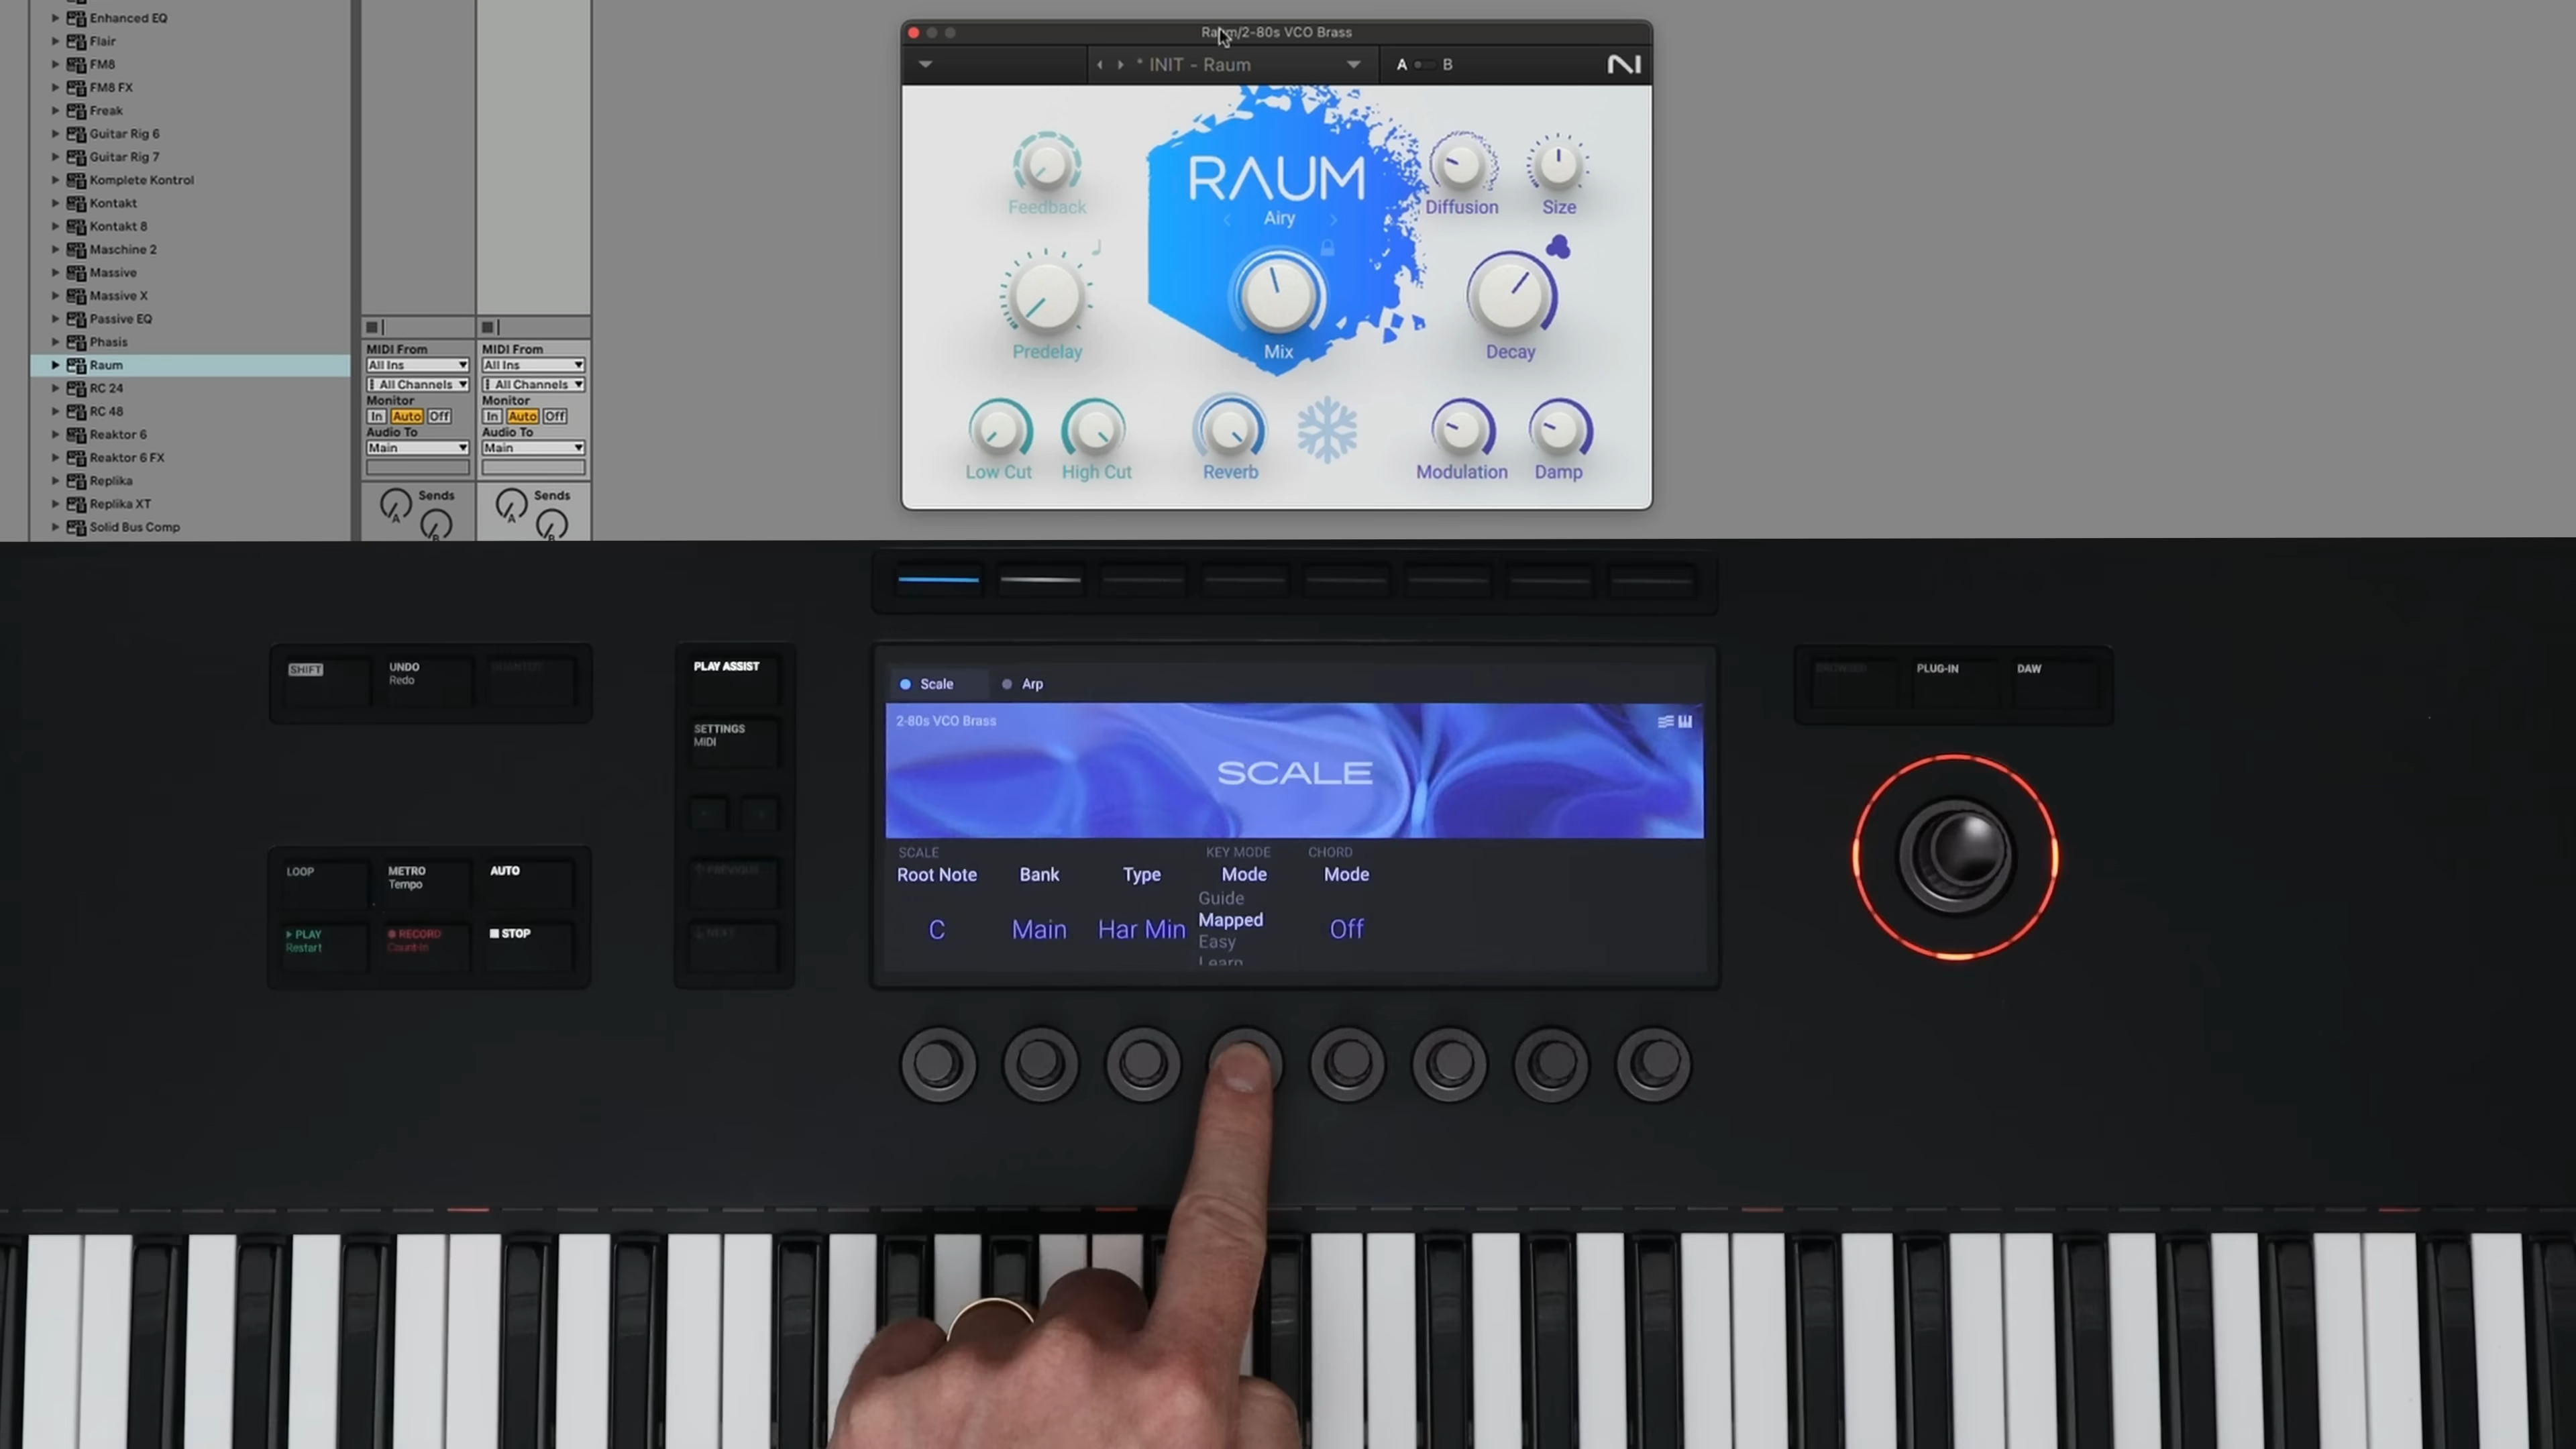 Enhanced EQ
Flair
FM8
FM8 FX
Freak
Guitar Rig 6
Guitar Rig 7
Komplete Kontrol
Kontakt
Kontakt 8
Maschine 2
Massive
Massive X
Passive EQ
Phasis
Raum
RC 24
RC 48
Reaktor 6
Reaktor 6 FX
Replika
Replika XT
Solid Bus Comp
MIDI From
All Ins
All Channels
Monitor
In Auto Off
Audio To
Main
Sends
A
B
MIDI From
All Ins
All Channels
Monitor
In Auto Off
Audio To
Main
Sends
A
B
Raum/2-80s VCO Brass
* INIT - Raum
A B
RAUM
Airy
Feedback
Diffusion
Size
Predelay
Mix
Decay
Low Cut
High Cut
Reverb
Modulation
Damp
SHIFT
UNDO
Redo
QUANTIZE
LOOP
METRO
Tempo
AUTO
PLAY
Restart
RECORD
Count-In
STOP
PLAY ASSIST
SETTINGS
MIDI
PREVIOUS
NEXT
Scale
Arp
2-80s VCO Brass
SCALE
SCALE
KEY MODE
CHORD
Root Note
Bank
Type
Mode
Mode
Guide
C
Main
Har Min
Mapped
Off
Easy
Learn
BROWSER
PLUG-IN
DAW